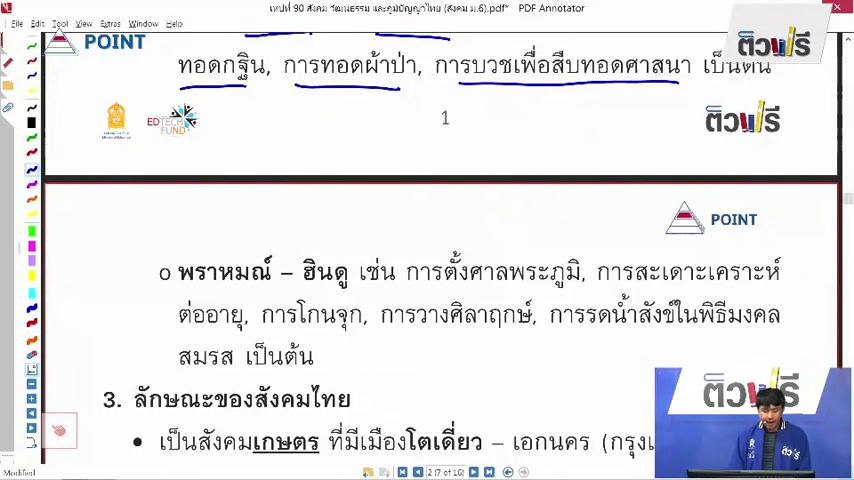 เทปที่ 90 สังคม วัฒนธรรม และภูมิปัญญาไทย (สังคม ม.6).pdf* - PDF Annotator
File Edit Tool View Document Extras Window Help
POINT
ติวฟรี
ทอดกฐิน, การทอดผ้าป่า, การบวชเพื่อสืบทอดศาสนา เป็นต้น
EDTECH FUND
1
ติวฟรี
POINT
o พราหมณ์ – ฮินดู เช่น การตั้งศาลพระภูมิ, การสะเดาะเคราะห์
ต่ออายุ, การโกนจุก, การวางศิลาฤกษ์, การรดน้ำสังข์ในพิธีมงคล
สมรส เป็นต้น
3. ลักษณะของสังคมไทย
• เป็นสังคมเกษตร ที่มีเมืองโตเดี่ยว – เอกนคร
ติวฟรี
ติวฟรี
Modified
2 (7 of 16)